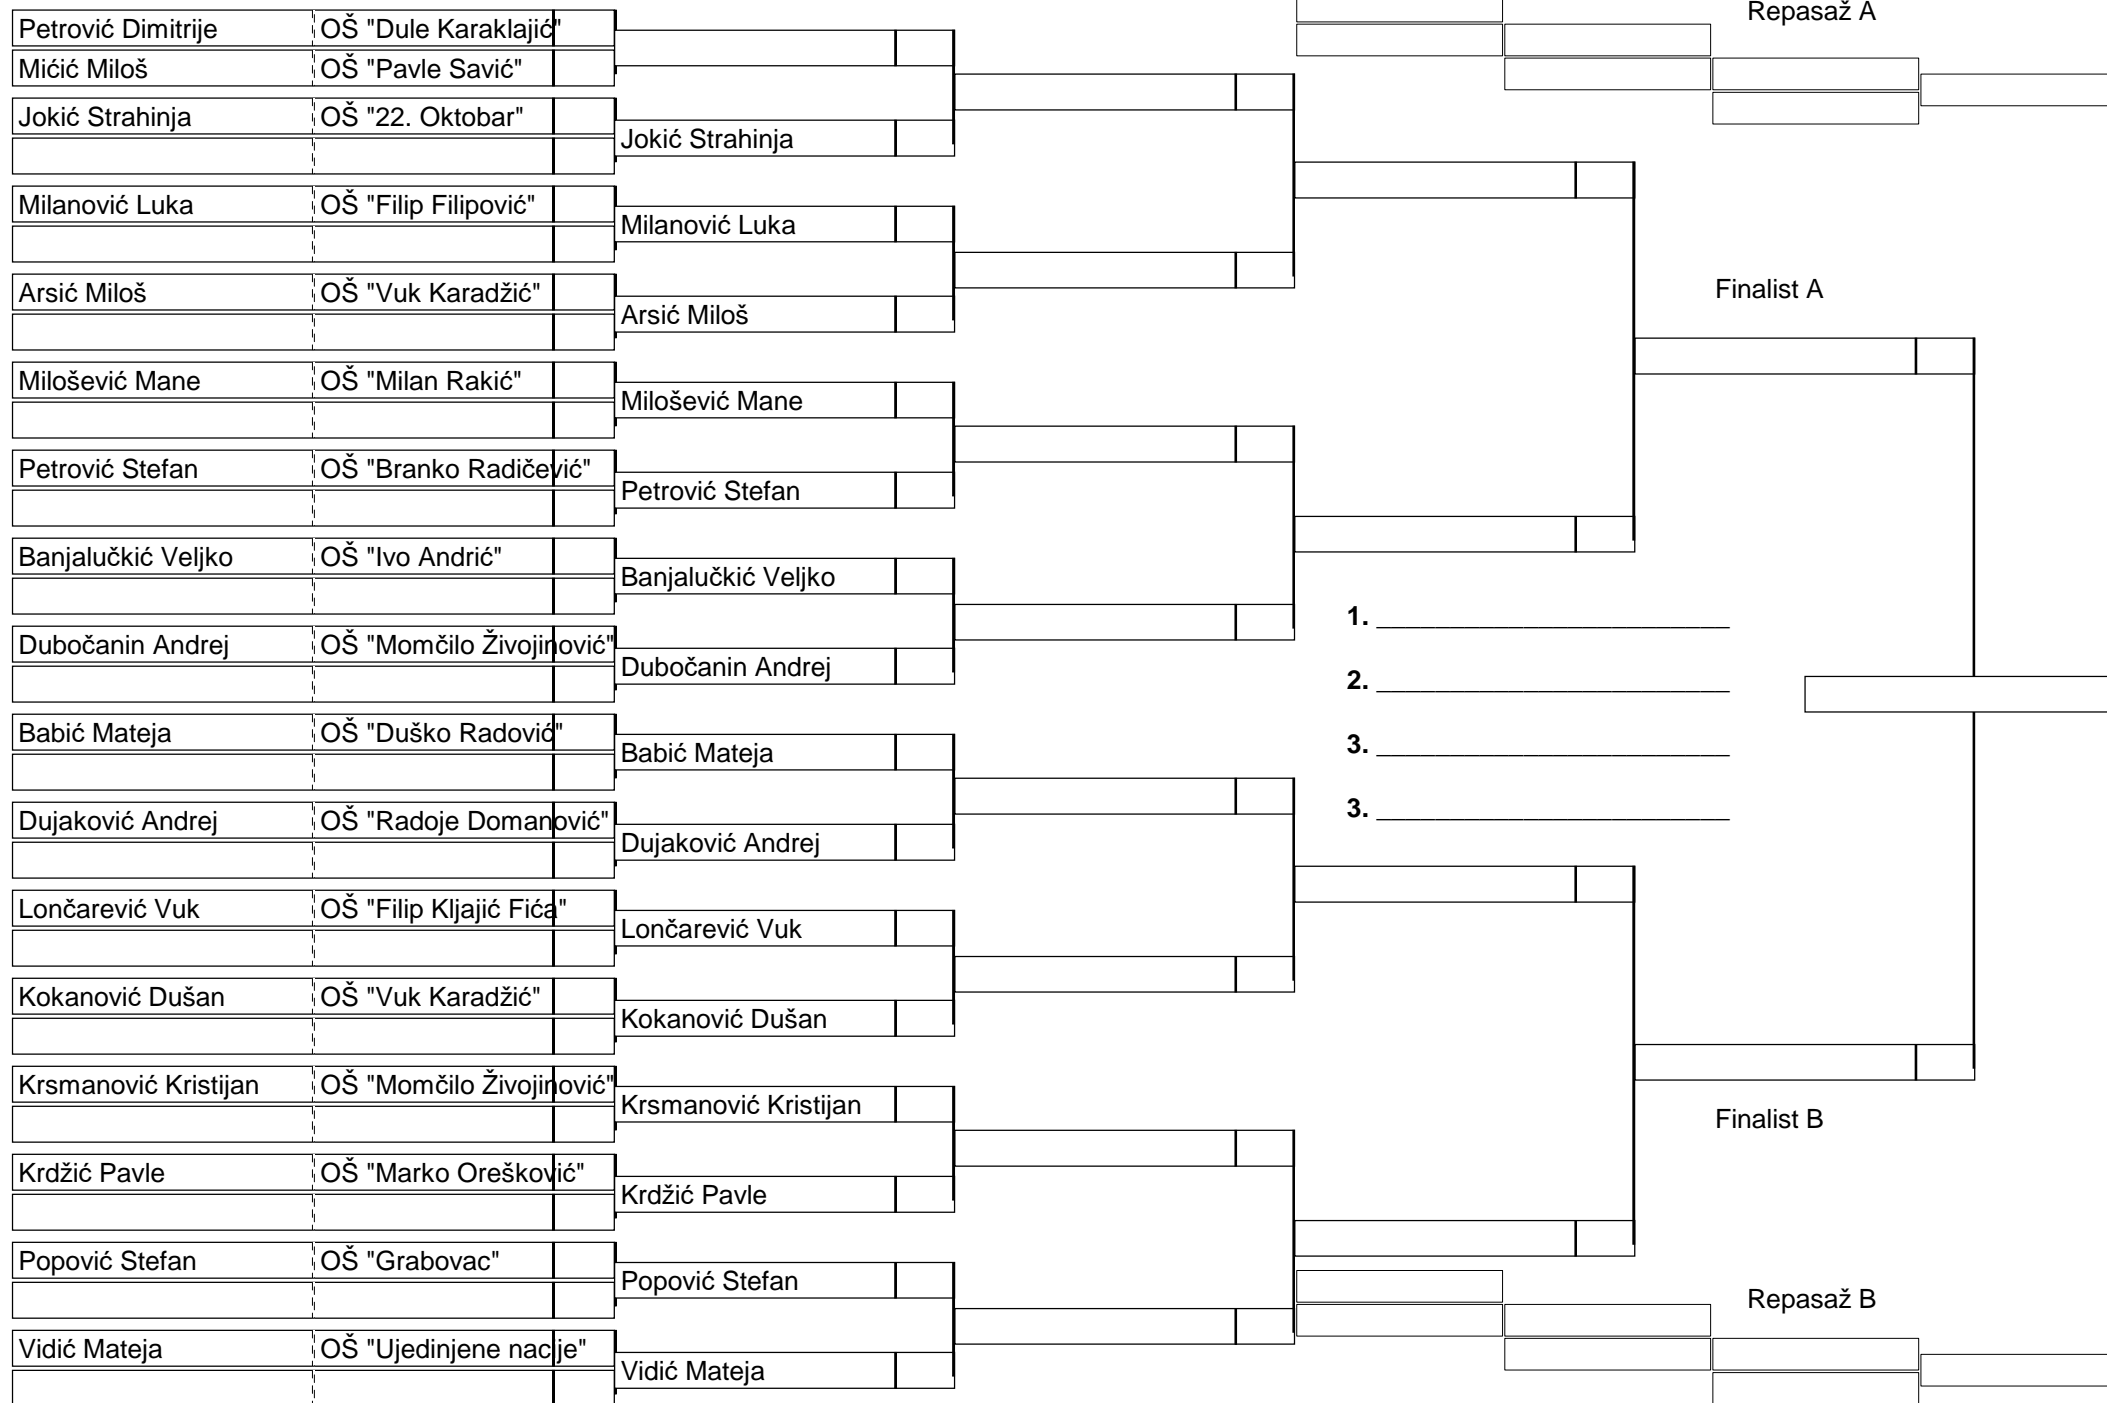 Petrović Dimitrije OŠ "Dule Karaklajić"
Mićić Miloš OŠ "Pavle Savić"
Jokić Strahinja OŠ "22. Oktobar"
Milanović Luka OŠ "Filip Filipović"
Arsić Miloš OŠ "Vuk Karadžić"
Milošević Mane OŠ "Milan Rakić"
Petrović Stefan OŠ "Branko Radičević"
Banjalučkić Veljko OŠ "Ivo Andrić"
Dubočanin Andrej OŠ "Momčilo Živojinović"
Babić Mateja OŠ "Duško Radović"
Dujaković Andrej OŠ "Radoje Domanović"
Lončarević Vuk OŠ "Filip Kljajić Fića"
Kokanović Dušan OŠ "Vuk Karadžić"
Krsmanović Kristijan OŠ "Momčilo Živojinović"
Krdžić Pavle OŠ "Marko Orešković"
Popović Stefan OŠ "Grabovac"
Vidić Mateja OŠ "Ujedinjene nacije"
Jokić Strahinja
Milanović Luka
Arsić Miloš
Milošević Mane
Petrović Stefan
Banjalučkić Veljko
Dubočanin Andrej
Babić Mateja
Dujaković Andrej
Lončarević Vuk
Kokanović Dušan
Krsmanović Kristijan
Krdžić Pavle
Popović Stefan
Vidić Mateja
Repasaž A
Finalist A
1. ________________________
2. ________________________
3. ________________________
3. ________________________
Finalist B
Repasaž B